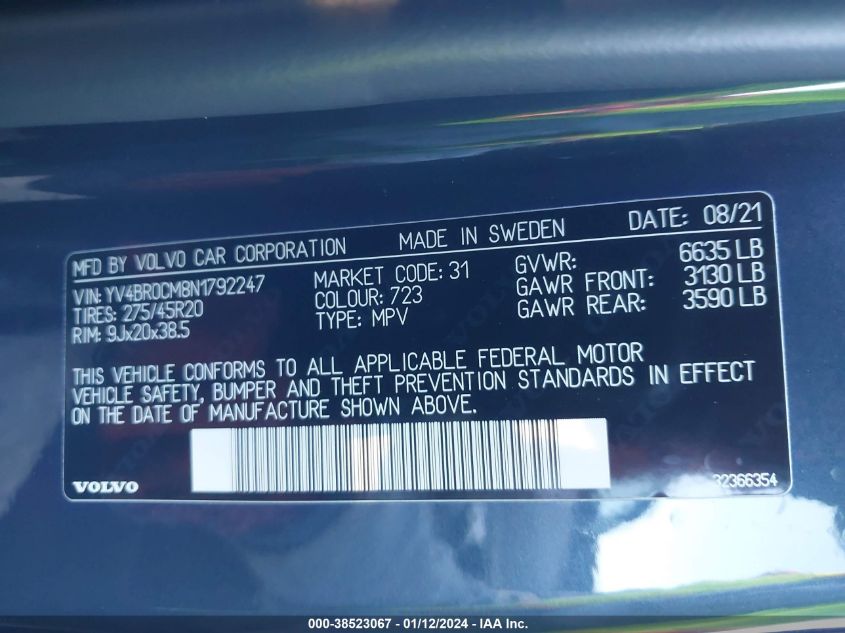 MFD BY VOLVO CAR CORPORATION MADE IN SWEDEN DATE: 08/21
VIN: YV4BR0CM8N1792247 MARKET CODE: 31 GVWR: 6635 LB
TIRES: 275/45R20 COLOUR: 723 GAWR FRONT: 3130 LB
RIM: 9Jx20x38.5 TYPE: MPV GAWR REAR: 3590 LB
THIS VEHICLE CONFORMS TO ALL APPLICABLE FEDERAL MOTOR
VEHICLE SAFETY, BUMPER AND THEFT PREVENTION STANDARDS IN EFFECT
ON THE DATE OF MANUFACTURE SHOWN ABOVE.
VOLVO 32366354
000-38523067 - 01/12/2024 - IAA Inc.